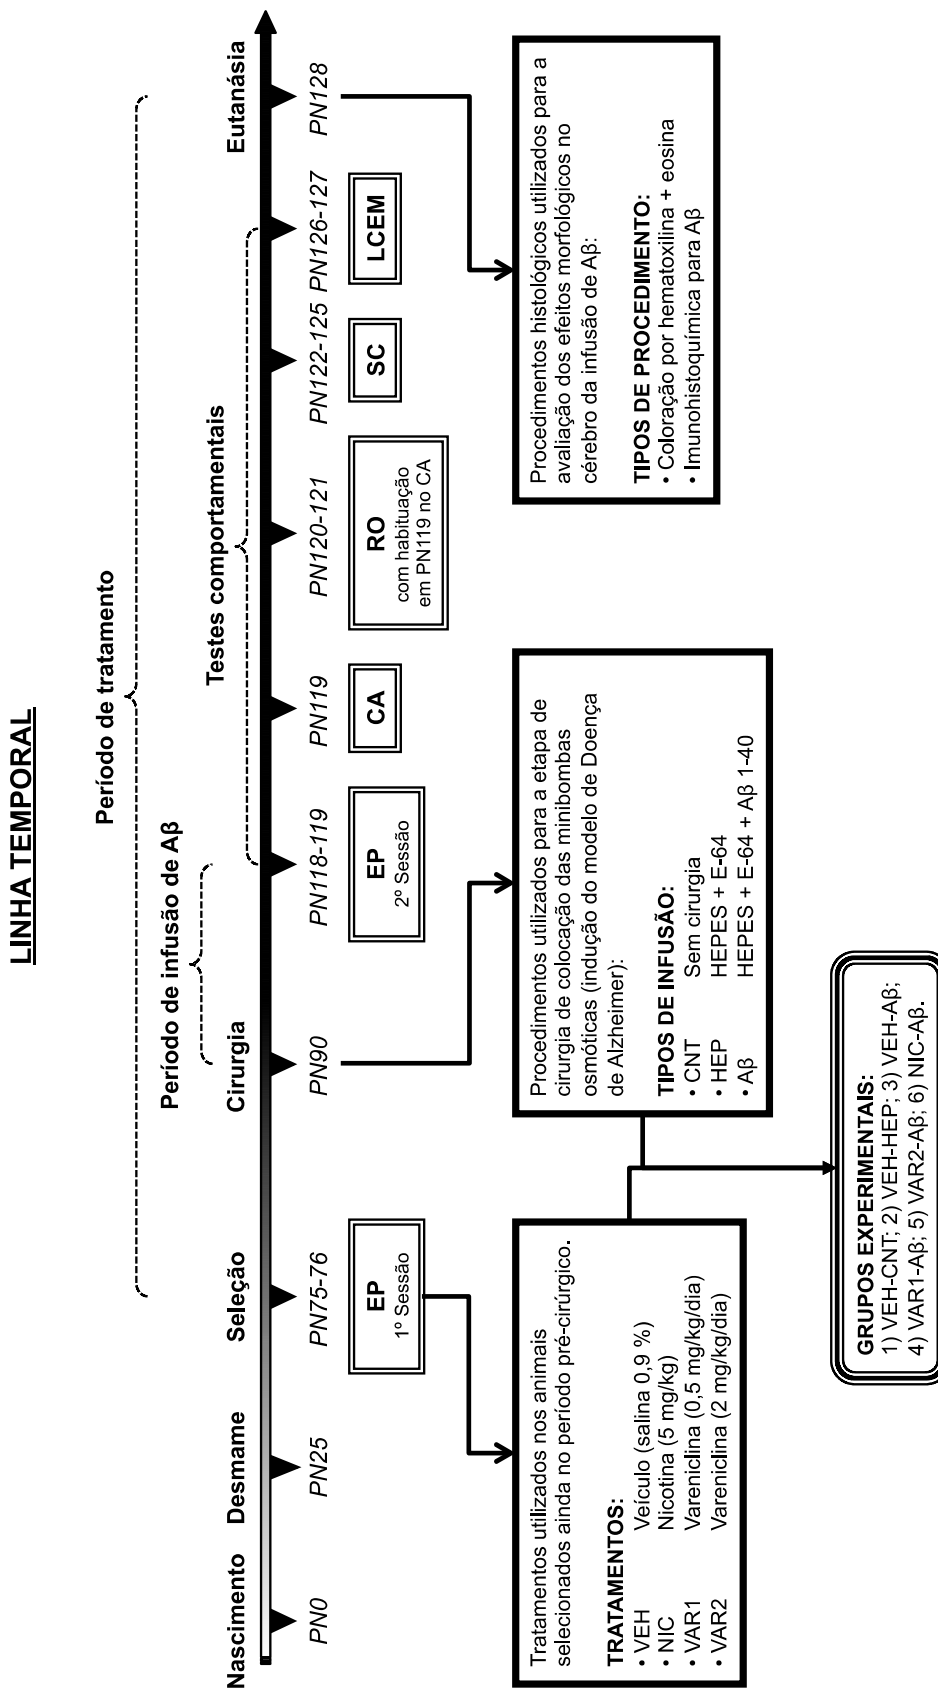 LINHA TEMPORAL
Período de tratamento
Período de infusão de Aβ
Testes comportamentais
Nascimento
Desmame
Seleção
Cirurgia
Eutanásia
PN0
PN25
PN75-76
PN90
PN118-119
PN119
PN120-121
PN122-125
PN126-127
PN128
EP
1º Sessão
EP
2º Sessão
CA
RO
com habituação
em PN119 no CA
SC
LCEM
Tratamentos utilizados nos animais
selecionados ainda no período pré-cirúrgico.
TRATAMENTOS:
• VEH Veículo (salina 0,9 %)
• NIC Nicotina (5 mg/kg)
• VAR1 Vareniclina (0,5 mg/kg/dia)
• VAR2 Vareniclina (2 mg/kg/dia)
Procedimentos utilizados para a etapa de
cirurgia de colocação das minibombas
osmóticas (indução do modelo de Doença
de Alzheimer):
TIPOS DE INFUSÃO:
• CNT Sem cirurgia
• HEP HEPES + E-64
• Aβ HEPES + E-64 + Aβ 1-40
Procedimentos histológicos utilizados para a
avaliação dos efeitos morfológicos no
cérebro da infusão de Aβ:
TIPOS DE PROCEDIMENTO:
• Coloração por hematoxilina + eosina
• Imunohistoquímica para Aβ
GRUPOS EXPERIMENTAIS:
1) VEH-CNT; 2) VEH-HEP; 3) VEH-Aβ;
4) VAR1-Aβ; 5) VAR2-Aβ; 6) NIC-Aβ.